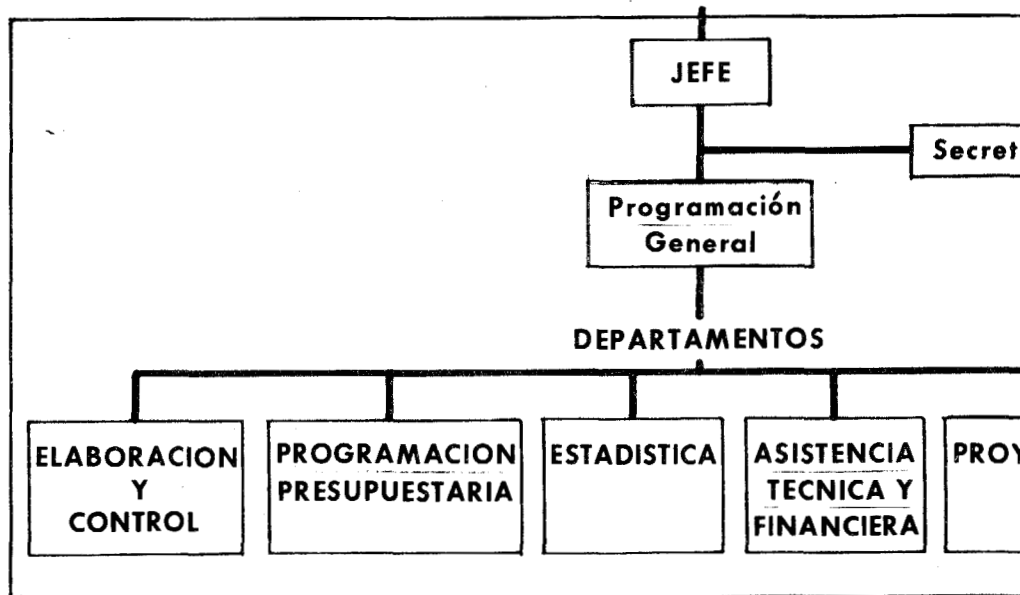 JEFE
Secret
Programación
General
DEPARTAMENTOS
ELABORACION
Y
CONTROL
PROGRAMACION
PRESUPUESTARIA
ESTADISTICA
ASISTENCIA
TECNICA Y
FINANCIERA
PROY